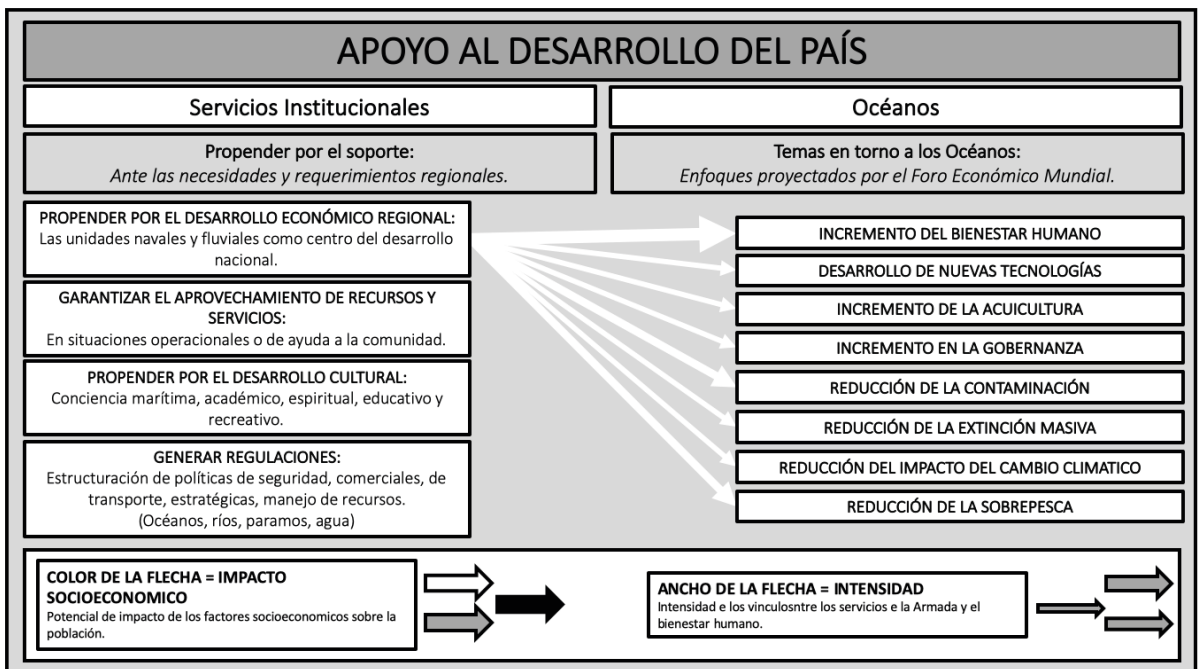 APOYO AL DESARROLLO DEL PAÍS
Servicios Institucionales
Océanos
Propender por el soporte:
Ante las necesidades y requerimientos regionales.
Temas en torno a los Océanos:
Enfoques proyectados por el Foro Económico Mundial.
PROPENDER POR EL DESARROLLO ECONÓMICO REGIONAL:
Las unidades navales y fluviales como centro del desarrollo
nacional.
GARANTIZAR EL APROVECHAMIENTO DE RECURSOS Y
SERVICIOS:
En situaciones operacionales o de ayuda a la comunidad.
PROPENDER POR EL DESARROLLO CULTURAL:
Conciencia marítima, académico, espiritual, educativo y
recreativo.
GENERAR REGULACIONES:
Estructuración de políticas de seguridad, comerciales, de
transporte, estratégicas, manejo de recursos.
(Océanos, ríos, paramos, agua)
INCREMENTO DEL BIENESTAR HUMANO
DESARROLLO DE NUEVAS TECNOLOGÍAS
INCREMENTO DE LA ACUICULTURA
INCREMENTO EN LA GOBERNANZA
REDUCCIÓN DE LA CONTAMINACIÓN
REDUCCIÓN DE LA EXTINCIÓN MASIVA
REDUCCIÓN DEL IMPACTO DEL CAMBIO CLIMATICO
REDUCCIÓN DE LA SOBREPESCA
COLOR DE LA FLECHA = IMPACTO
SOCIOECONOMICO
Potencial de impacto de los factores socioeconomicos sobre la
población.
ANCHO DE LA FLECHA = INTENSIDAD
Intensidad e los vinculosntre los servicios e la Armada y el
bienestar humano.